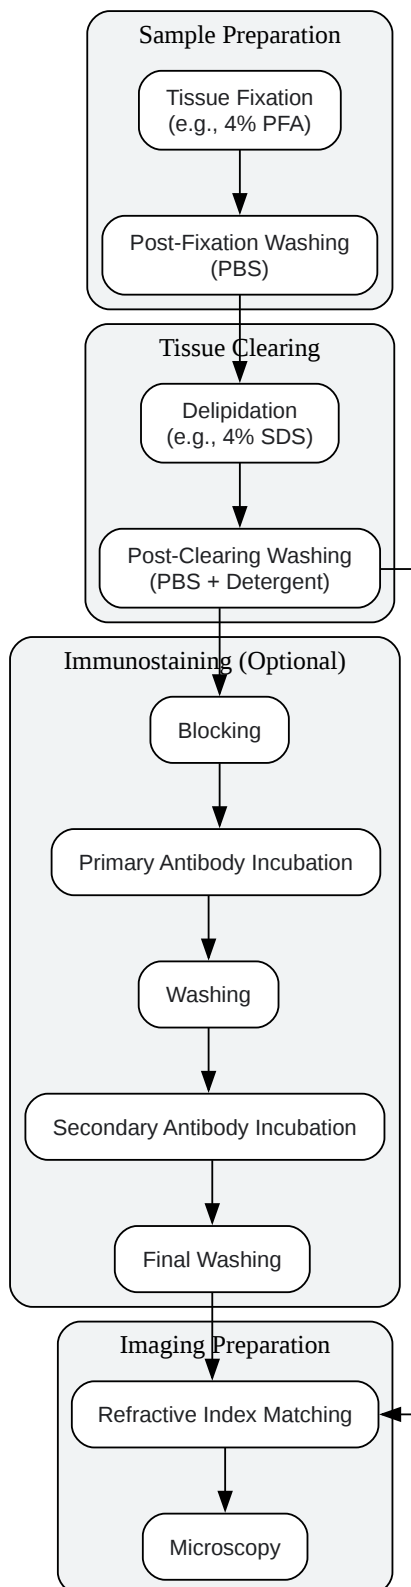 Sample Preparation
Tissue Fixation
(e.g., 4% PFA)
Post-Fixation Washing
(PBS)
Tissue Clearing
Delipidation
(e.g., 4% SDS)
Post-Clearing Washing
(PBS + Detergent)
Immunostaining (Optional)
Blocking
Primary Antibody Incubation
Washing
Secondary Antibody Incubation
Final Washing
Imaging Preparation
Refractive Index Matching
Microscopy